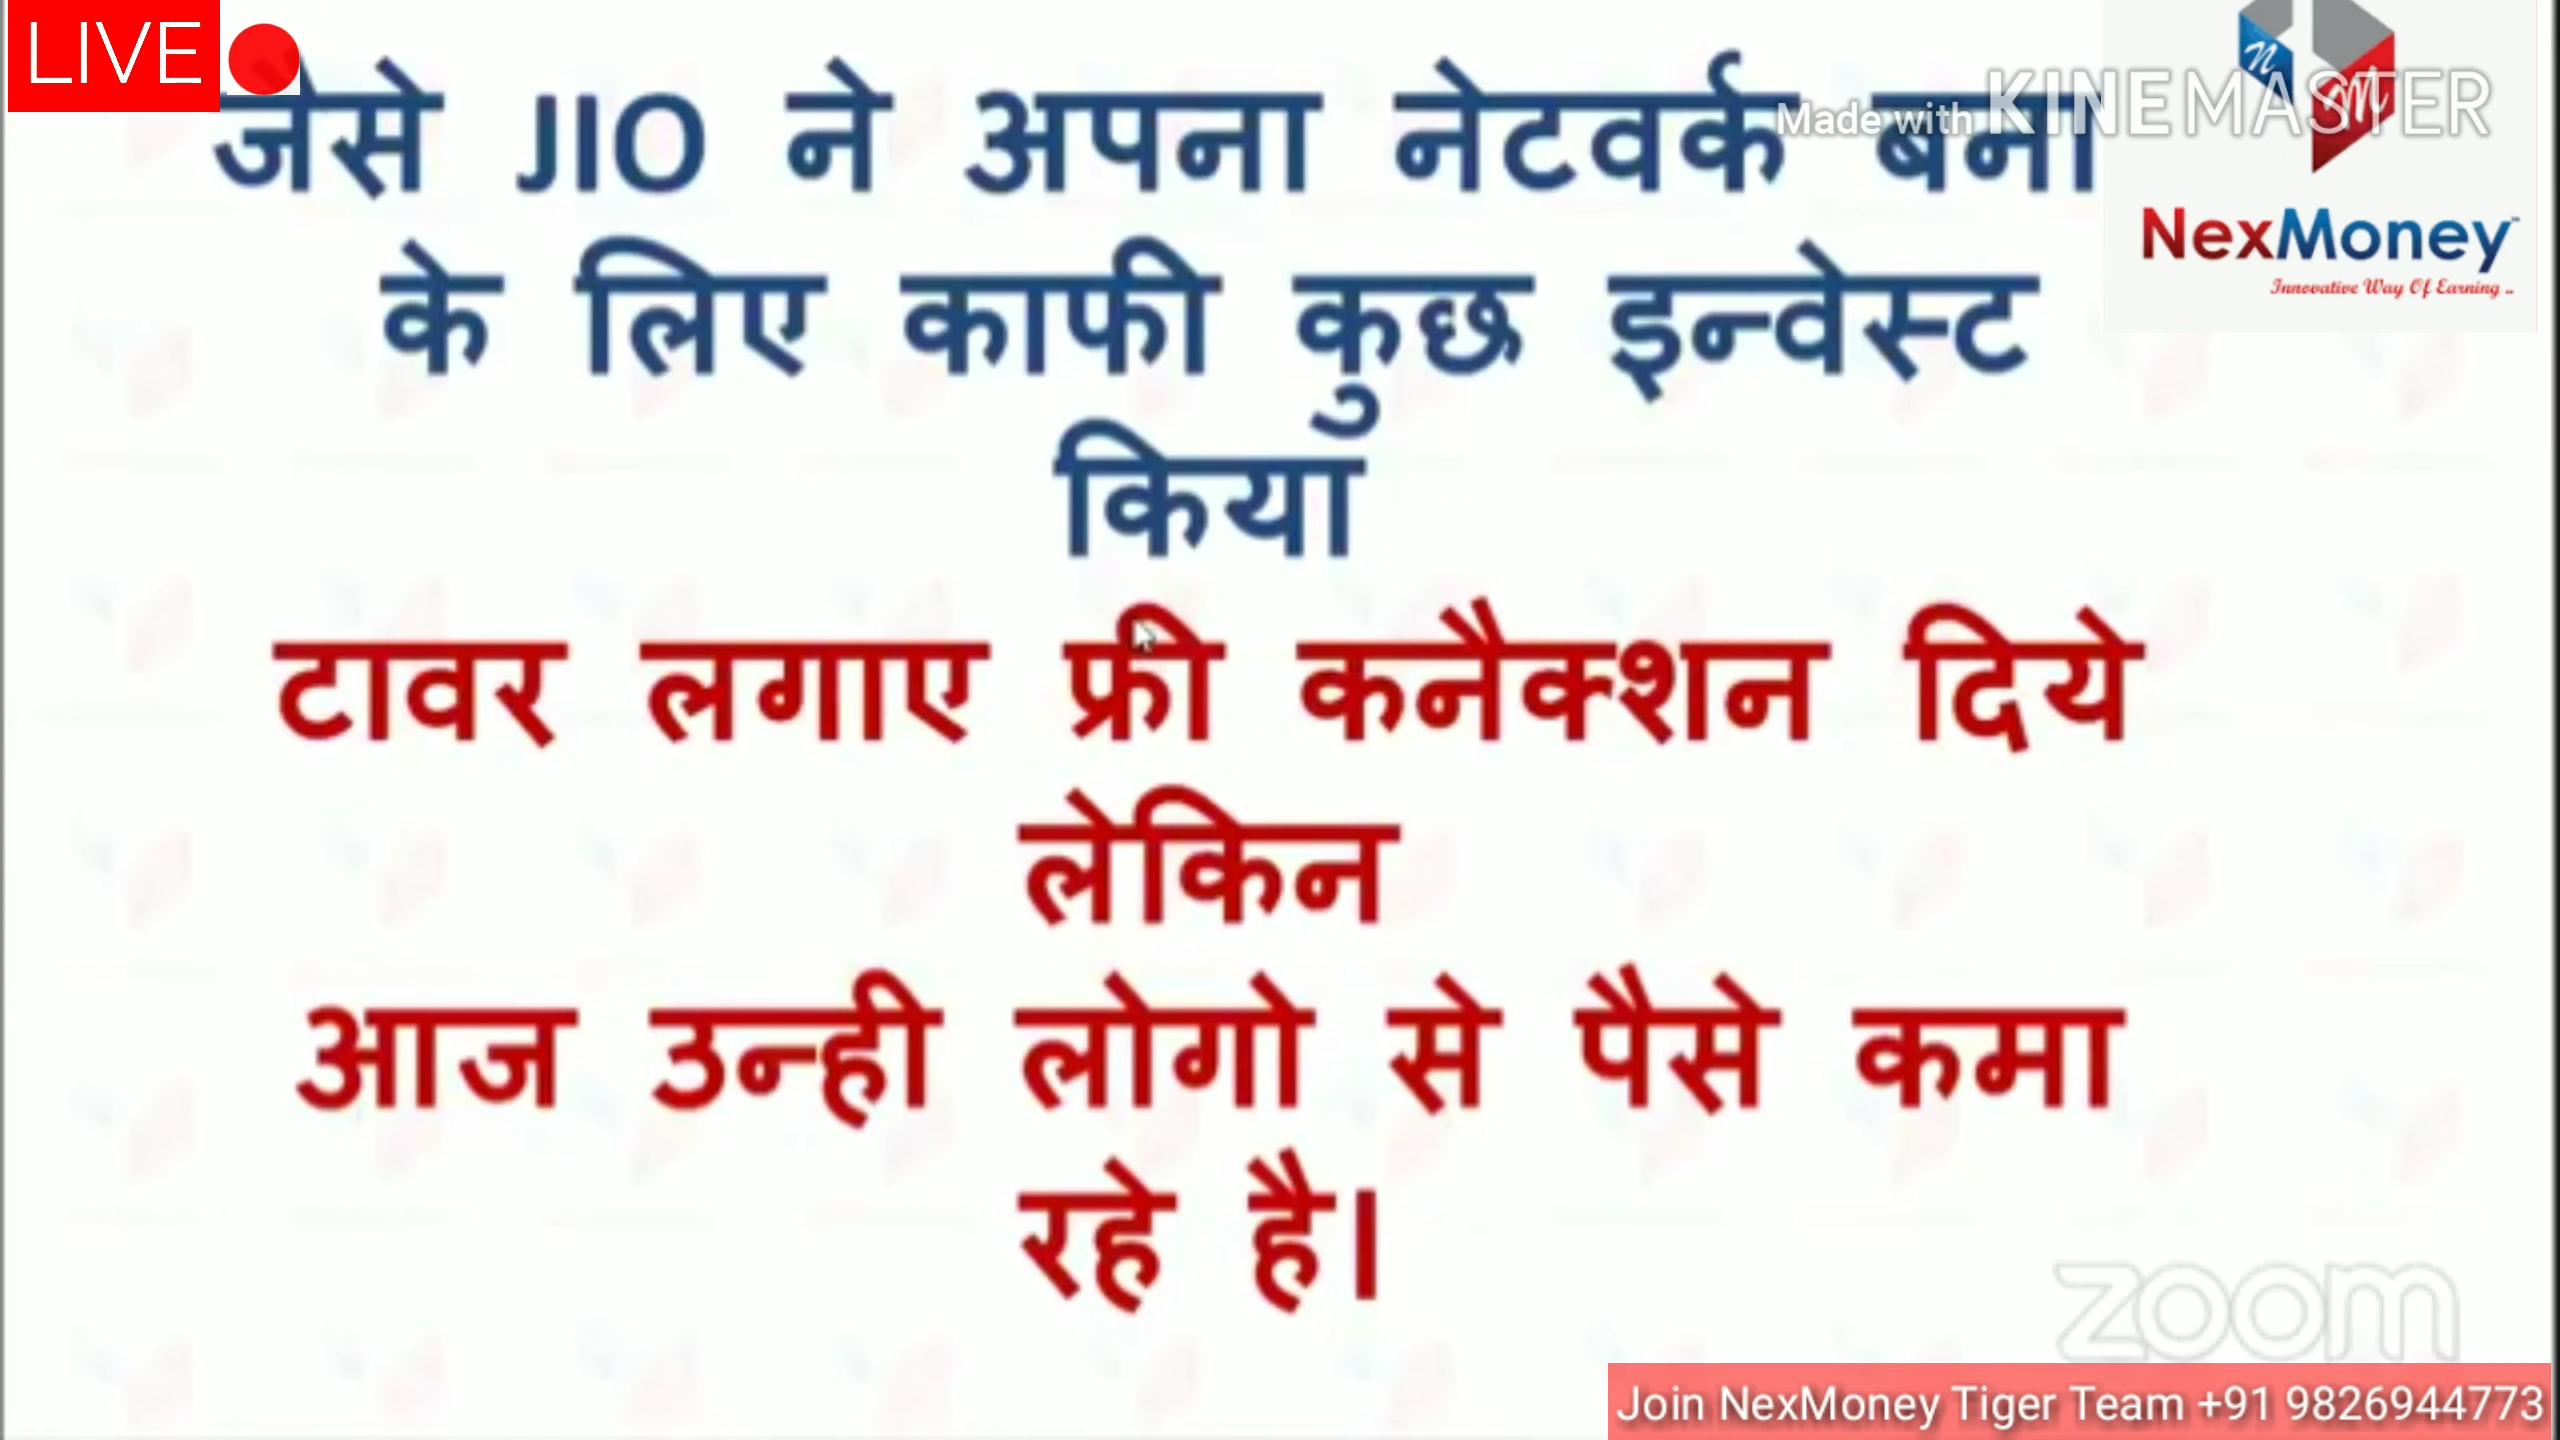 LIVE
जैसे JIO ने अपना नेटवर्क बना
Made with KINEMASTER
NexMoney
Innovative Way Of Earning ..
के लिए काफी कुछ इन्वेस्ट
किया
टावर लगाए फ्री कनैक्शन दिये
लेकिन
आज उन्ही लोगो से पैसे कमा
रहे है।
zoom
Join NexMoney Tiger Team +91 9826944773